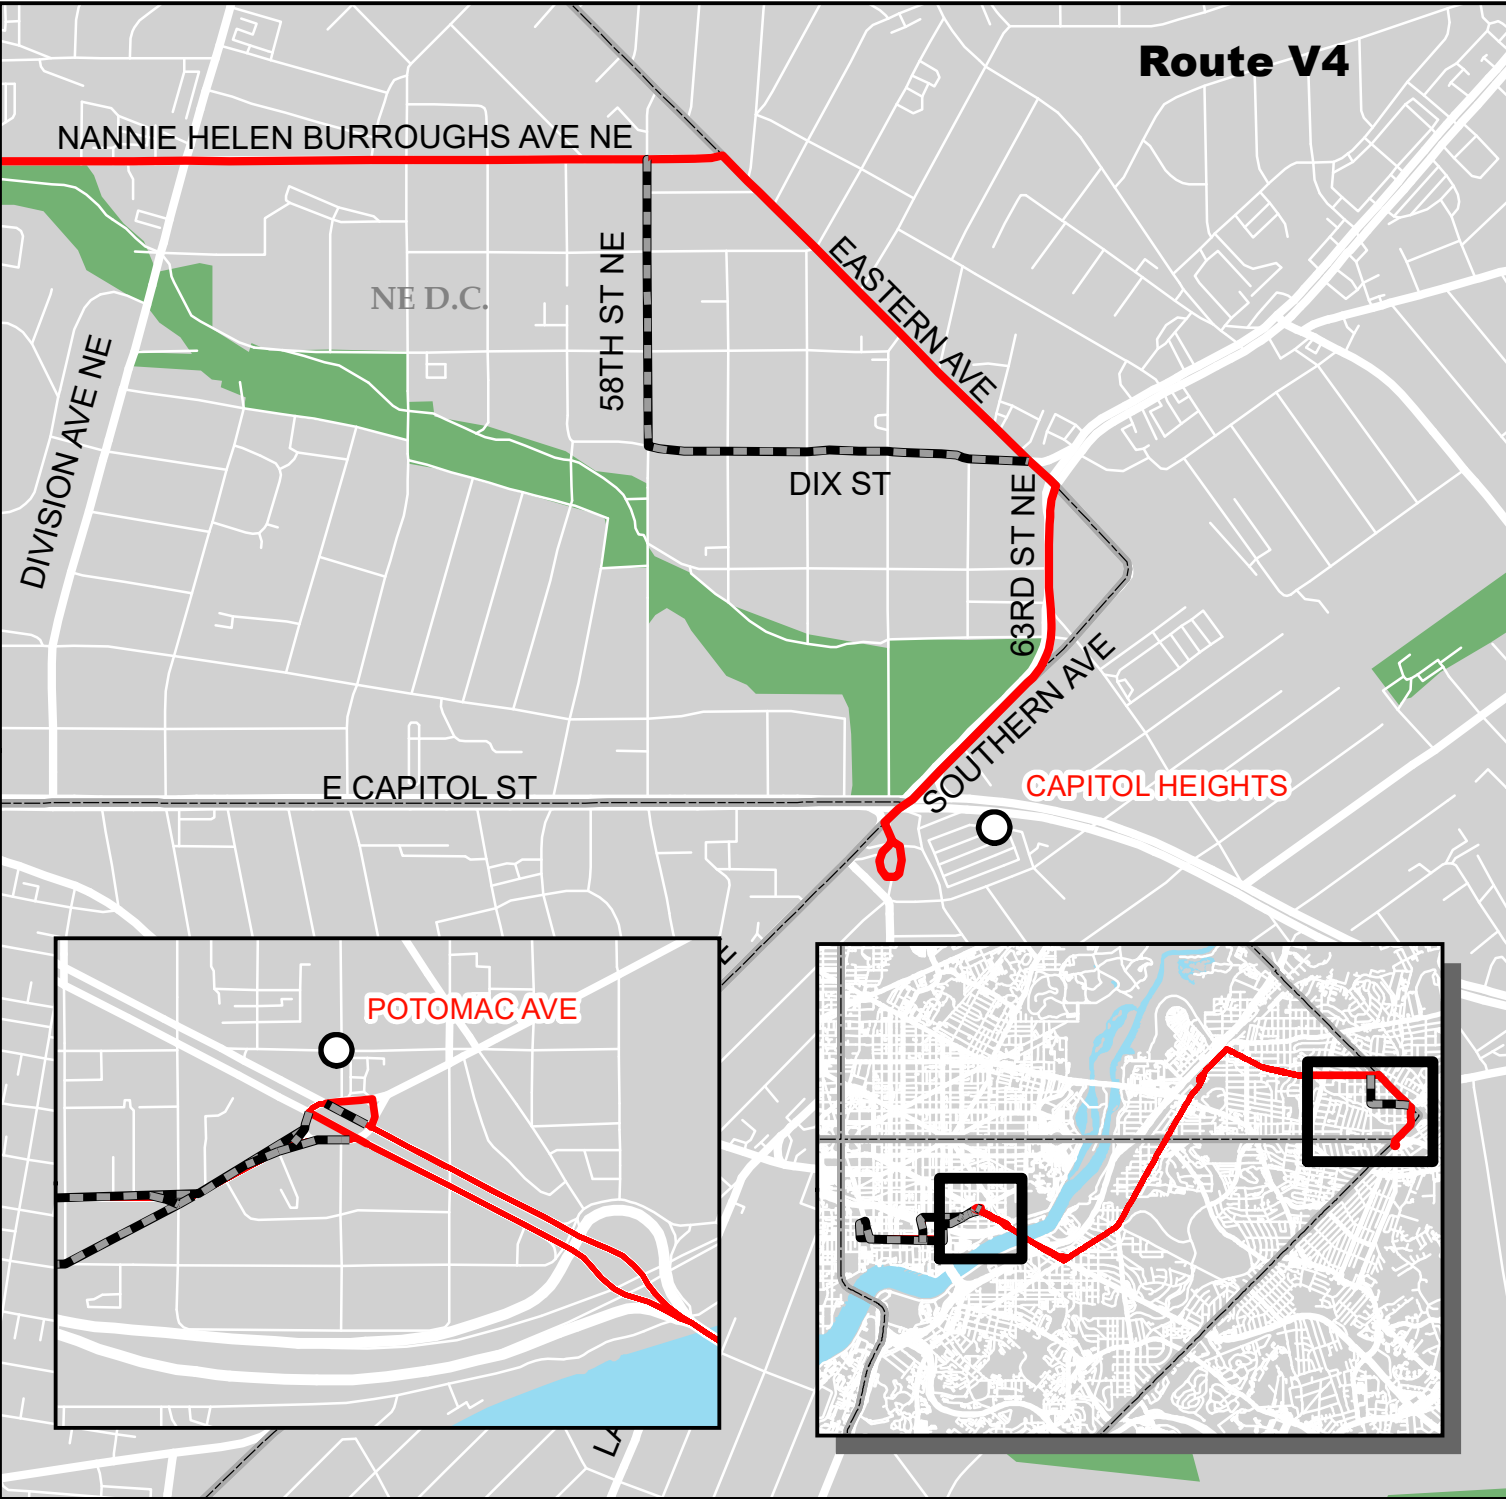 Route V4
NANNIE HELEN BURROUGHS AVE NE
EASTERN AVE
58TH ST NE
NE D.C.
DIVISION AVE NE
DIX ST
63RD ST NE
SOUTHERN AVE
E CAPITOL ST
CAPITOL HEIGHTS
E
POTOMAC AVE
LA